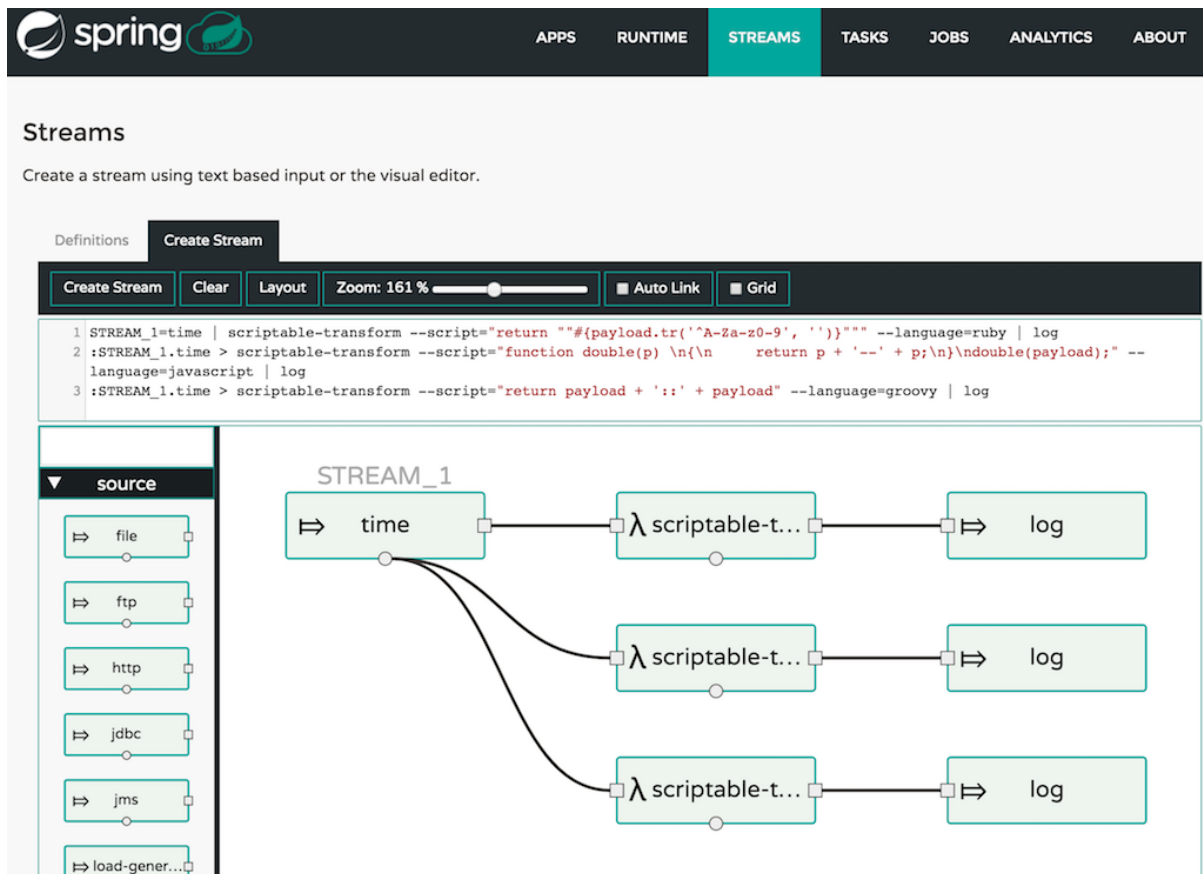 spring
APPS RUNTIME STREAMS TASKS JOBS ANALYTICS ABOUT
Streams
Create a stream using text based input or the visual editor.
Definitions Create Stream
Create Stream Clear Layout Zoom: 161 % Auto Link Grid
1 STREAM_1=time | scriptable-transform --script="return ""#{payload.tr('^A-Za-z0-9', '')}""" --language=ruby | log
2 :STREAM_1.time > scriptable-transform --script="function double(p) \n{\n     return p + '--' + p;\n}\ndouble(payload);" --
language=javascript | log
3 :STREAM_1.time > scriptable-transform --script="return payload + '::' + payload" --language=groovy | log
source
file
ftp
http
jdbc
jms
load-gener...
STREAM_1
time λ scriptable-t... log
λ scriptable-t... log
λ scriptable-t... log